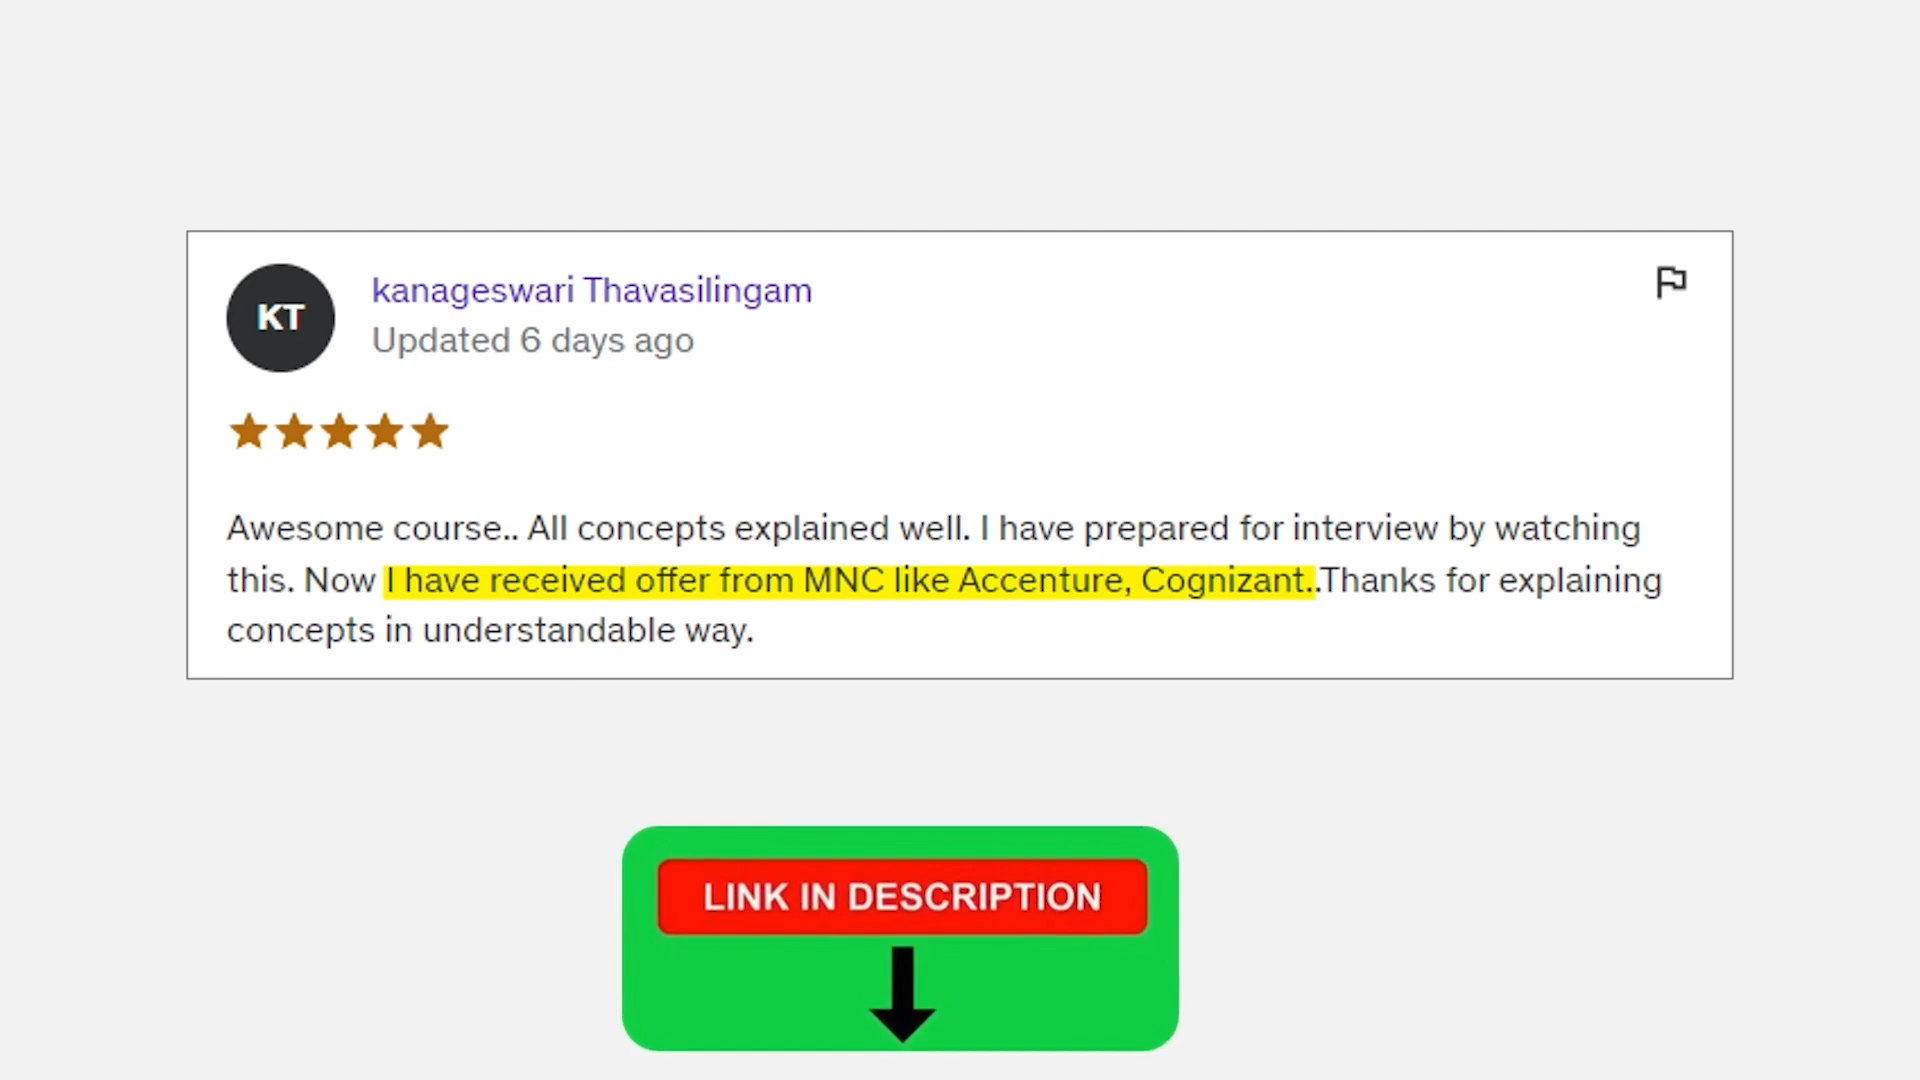 KT
kanageswari Thavasilingam
Updated 6 days ago
Awesome course.. All concepts explained well. I have prepared for interview by watching
this. Now I have received offer from MNC like Accenture, Cognizant..Thanks for explaining
concepts in understandable way.
LINK IN DESCRIPTION